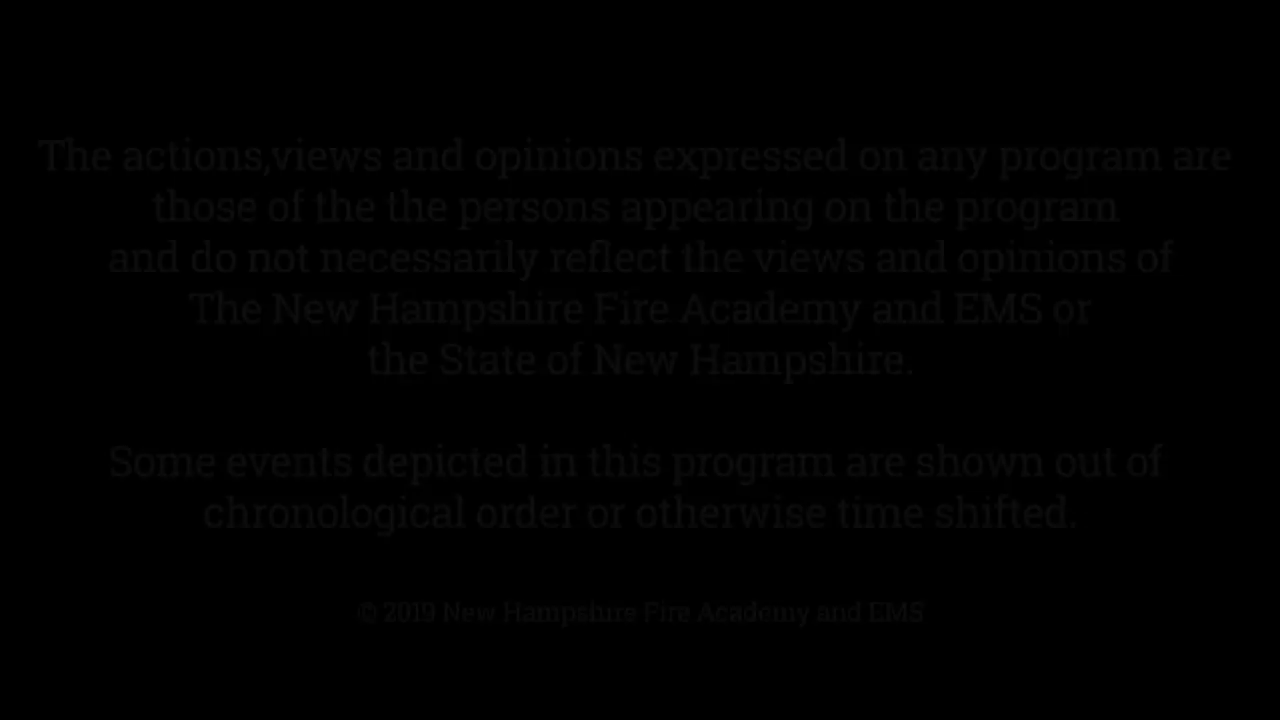 The actions,views and opinions expressed on any program are
those of the the persons appearing on the program
and do not necessarily reflect the views and opinions of
The New Hampshire Fire Academy and EMS or
the State of New Hampshire.
Some events depicted in this program are shown out of
chronological order or otherwise time shifted.
© 2019 New Hampshire Fire Academy and EMS